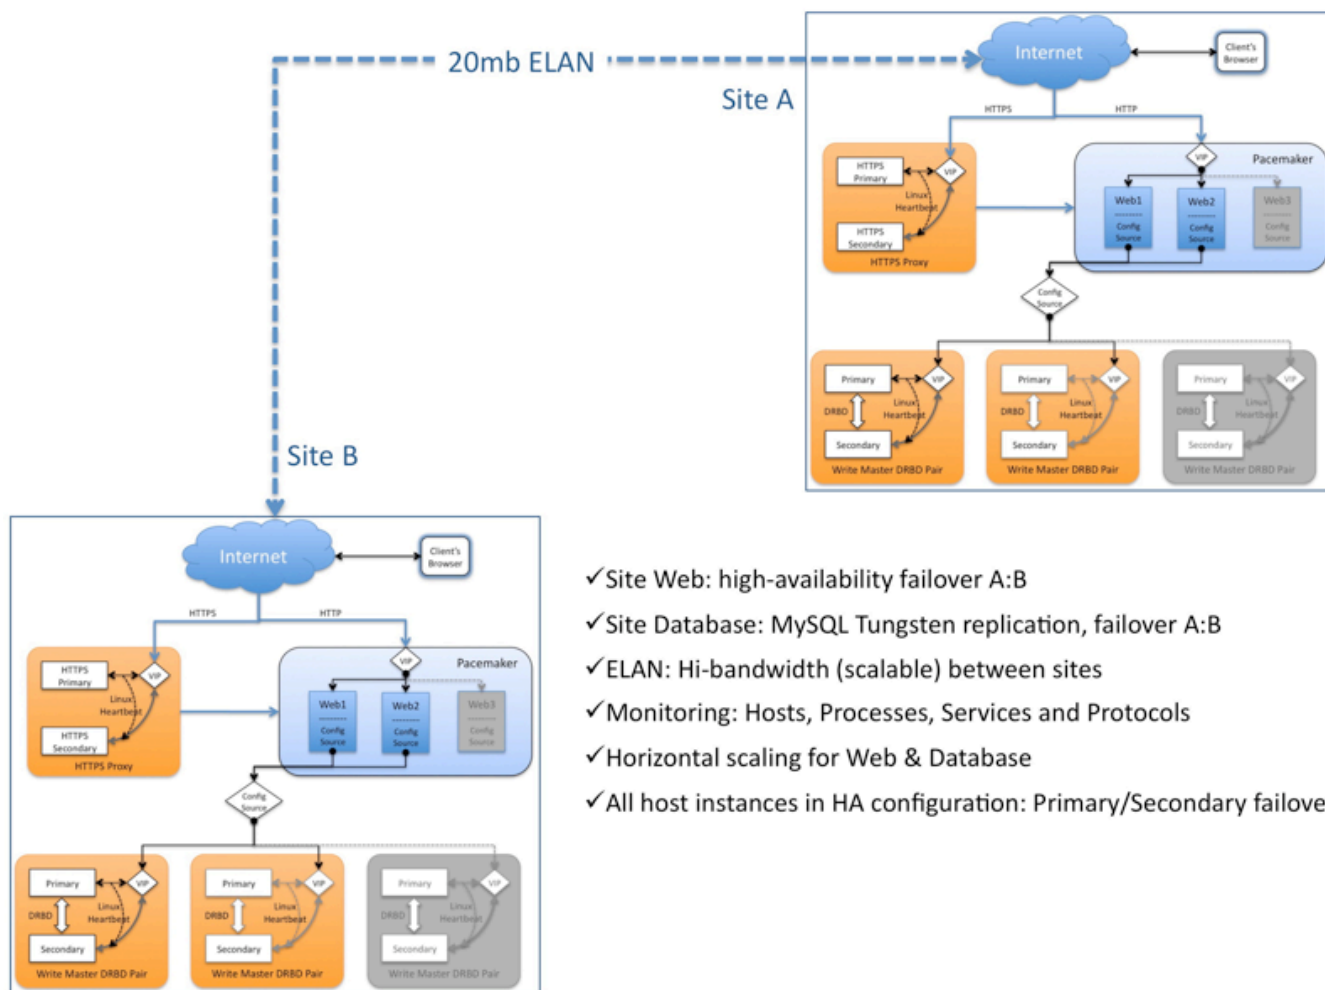 20mb ELAN
Site A
Internet
Client's
Browser
HTTPS
HTTP
HTTPS
Primary
VIP
Linux
Heartbeat
HTTPS
Secondary
HTTPS Proxy
VIP
Pacemaker
Web1
--------
Config
Source
Web2
--------
Config
Source
Web3
--------
Config
Source
Config
Source
Primary
VIP
DRBD
Linux
Heartbeat
Secondary
Write Master DRBD Pair
Primary
VIP
DRBD
Linux
Heartbeat
Secondary
Write Master DRBD Pair
Primary
VIP
DRBD
Linux
Heartbeat
Secondary
Write Master DRBD Pair
Site B
Internet
Client's
Browser
HTTPS
HTTP
HTTPS
Primary
VIP
Linux
Heartbeat
HTTPS
Secondary
HTTPS Proxy
VIP
Pacemaker
Web1
--------
Config
Source
Web2
--------
Config
Source
Web3
--------
Config
Source
Config
Source
Primary
VIP
DRBD
Linux
Heartbeat
Secondary
Write Master DRBD Pair
Primary
VIP
DRBD
Linux
Heartbeat
Secondary
Write Master DRBD Pair
Primary
VIP
DRBD
Linux
Heartbeat
Secondary
Write Master DRBD Pair
✓Site Web: high-availability failover A:B
✓Site Database: MySQL Tungsten replication, failover A:B
✓ELAN: Hi-bandwidth (scalable) between sites
✓Monitoring: Hosts, Processes, Services and Protocols
✓Horizontal scaling for Web & Database
✓All host instances in HA configuration: Primary/Secondary failove